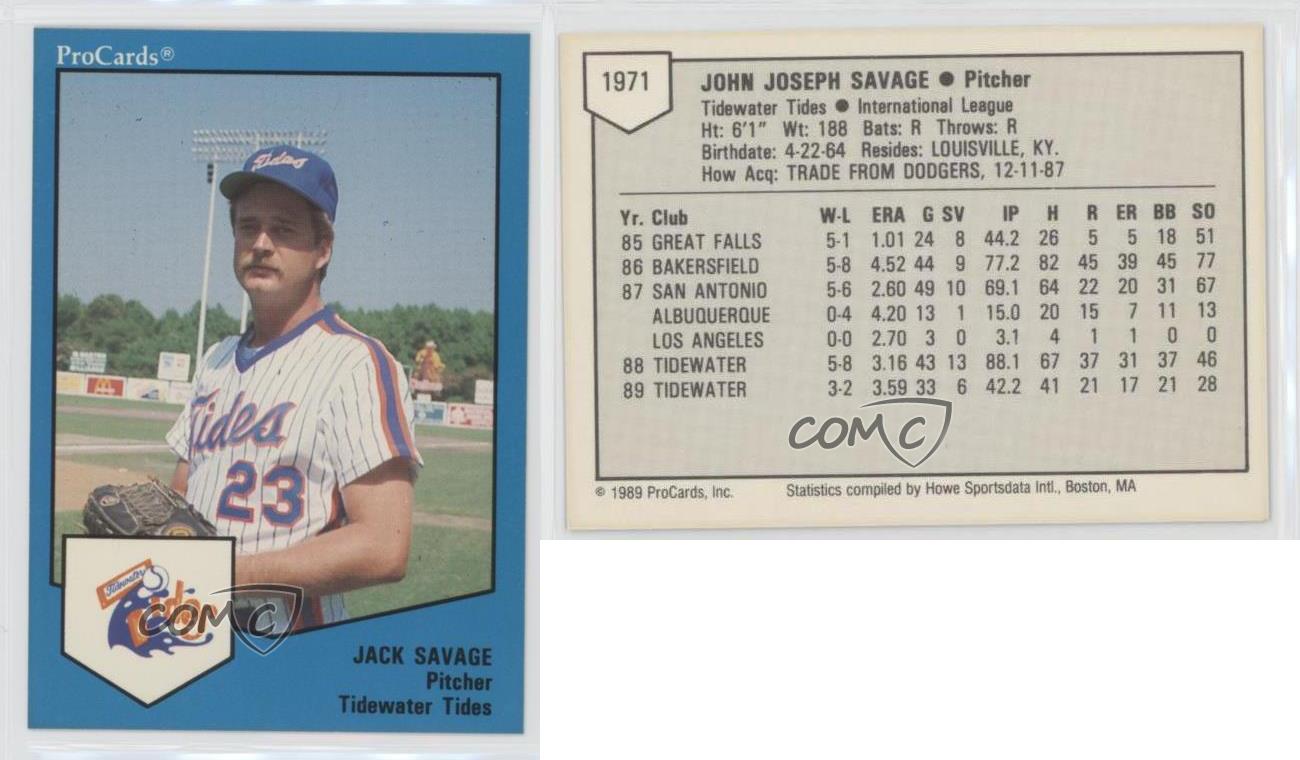 ProCards®
Tides
Tides
23
Tidewater
Tides
COMC
JACK SAVAGE
Pitcher
Tidewater Tides
1971
JOHN JOSEPH SAVAGE ● Pitcher
Tidewater Tides ● International League
Ht: 6'1" Wt: 188 Bats: R Throws: R
Birthdate: 4-22-64 Resides: LOUISVILLE, KY.
How Acq: TRADE FROM DODGERS, 12-11-87
Yr. Club W-L ERA G SV IP H R ER BB SO
85 GREAT FALLS 5-1 1.01 24 8 44.2 26 5 5 18 51
86 BAKERSFIELD 5-8 4.52 44 9 77.2 82 45 39 45 77
87 SAN ANTONIO 5-6 2.60 49 10 69.1 64 22 20 31 67
ALBUQUERQUE 0-4 4.20 13 1 15.0 20 15 7 11 13
LOS ANGELES 0-0 2.70 3 0 3.1 4 1 1 0 0
88 TIDEWATER 5-8 3.16 43 13 88.1 67 37 31 37 46
89 TIDEWATER 3-2 3.59 33 6 42.2 41 21 17 21 28
COMC
© 1989 ProCards, Inc. Statistics compiled by Howe Sportsdata Intl., Boston, MA